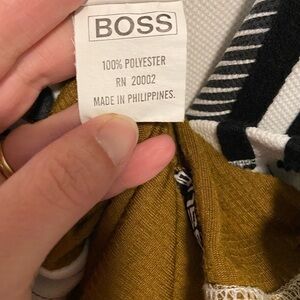 BOSS
100% POLYESTER
RN 20002
MADE IN PHILIPPINES.